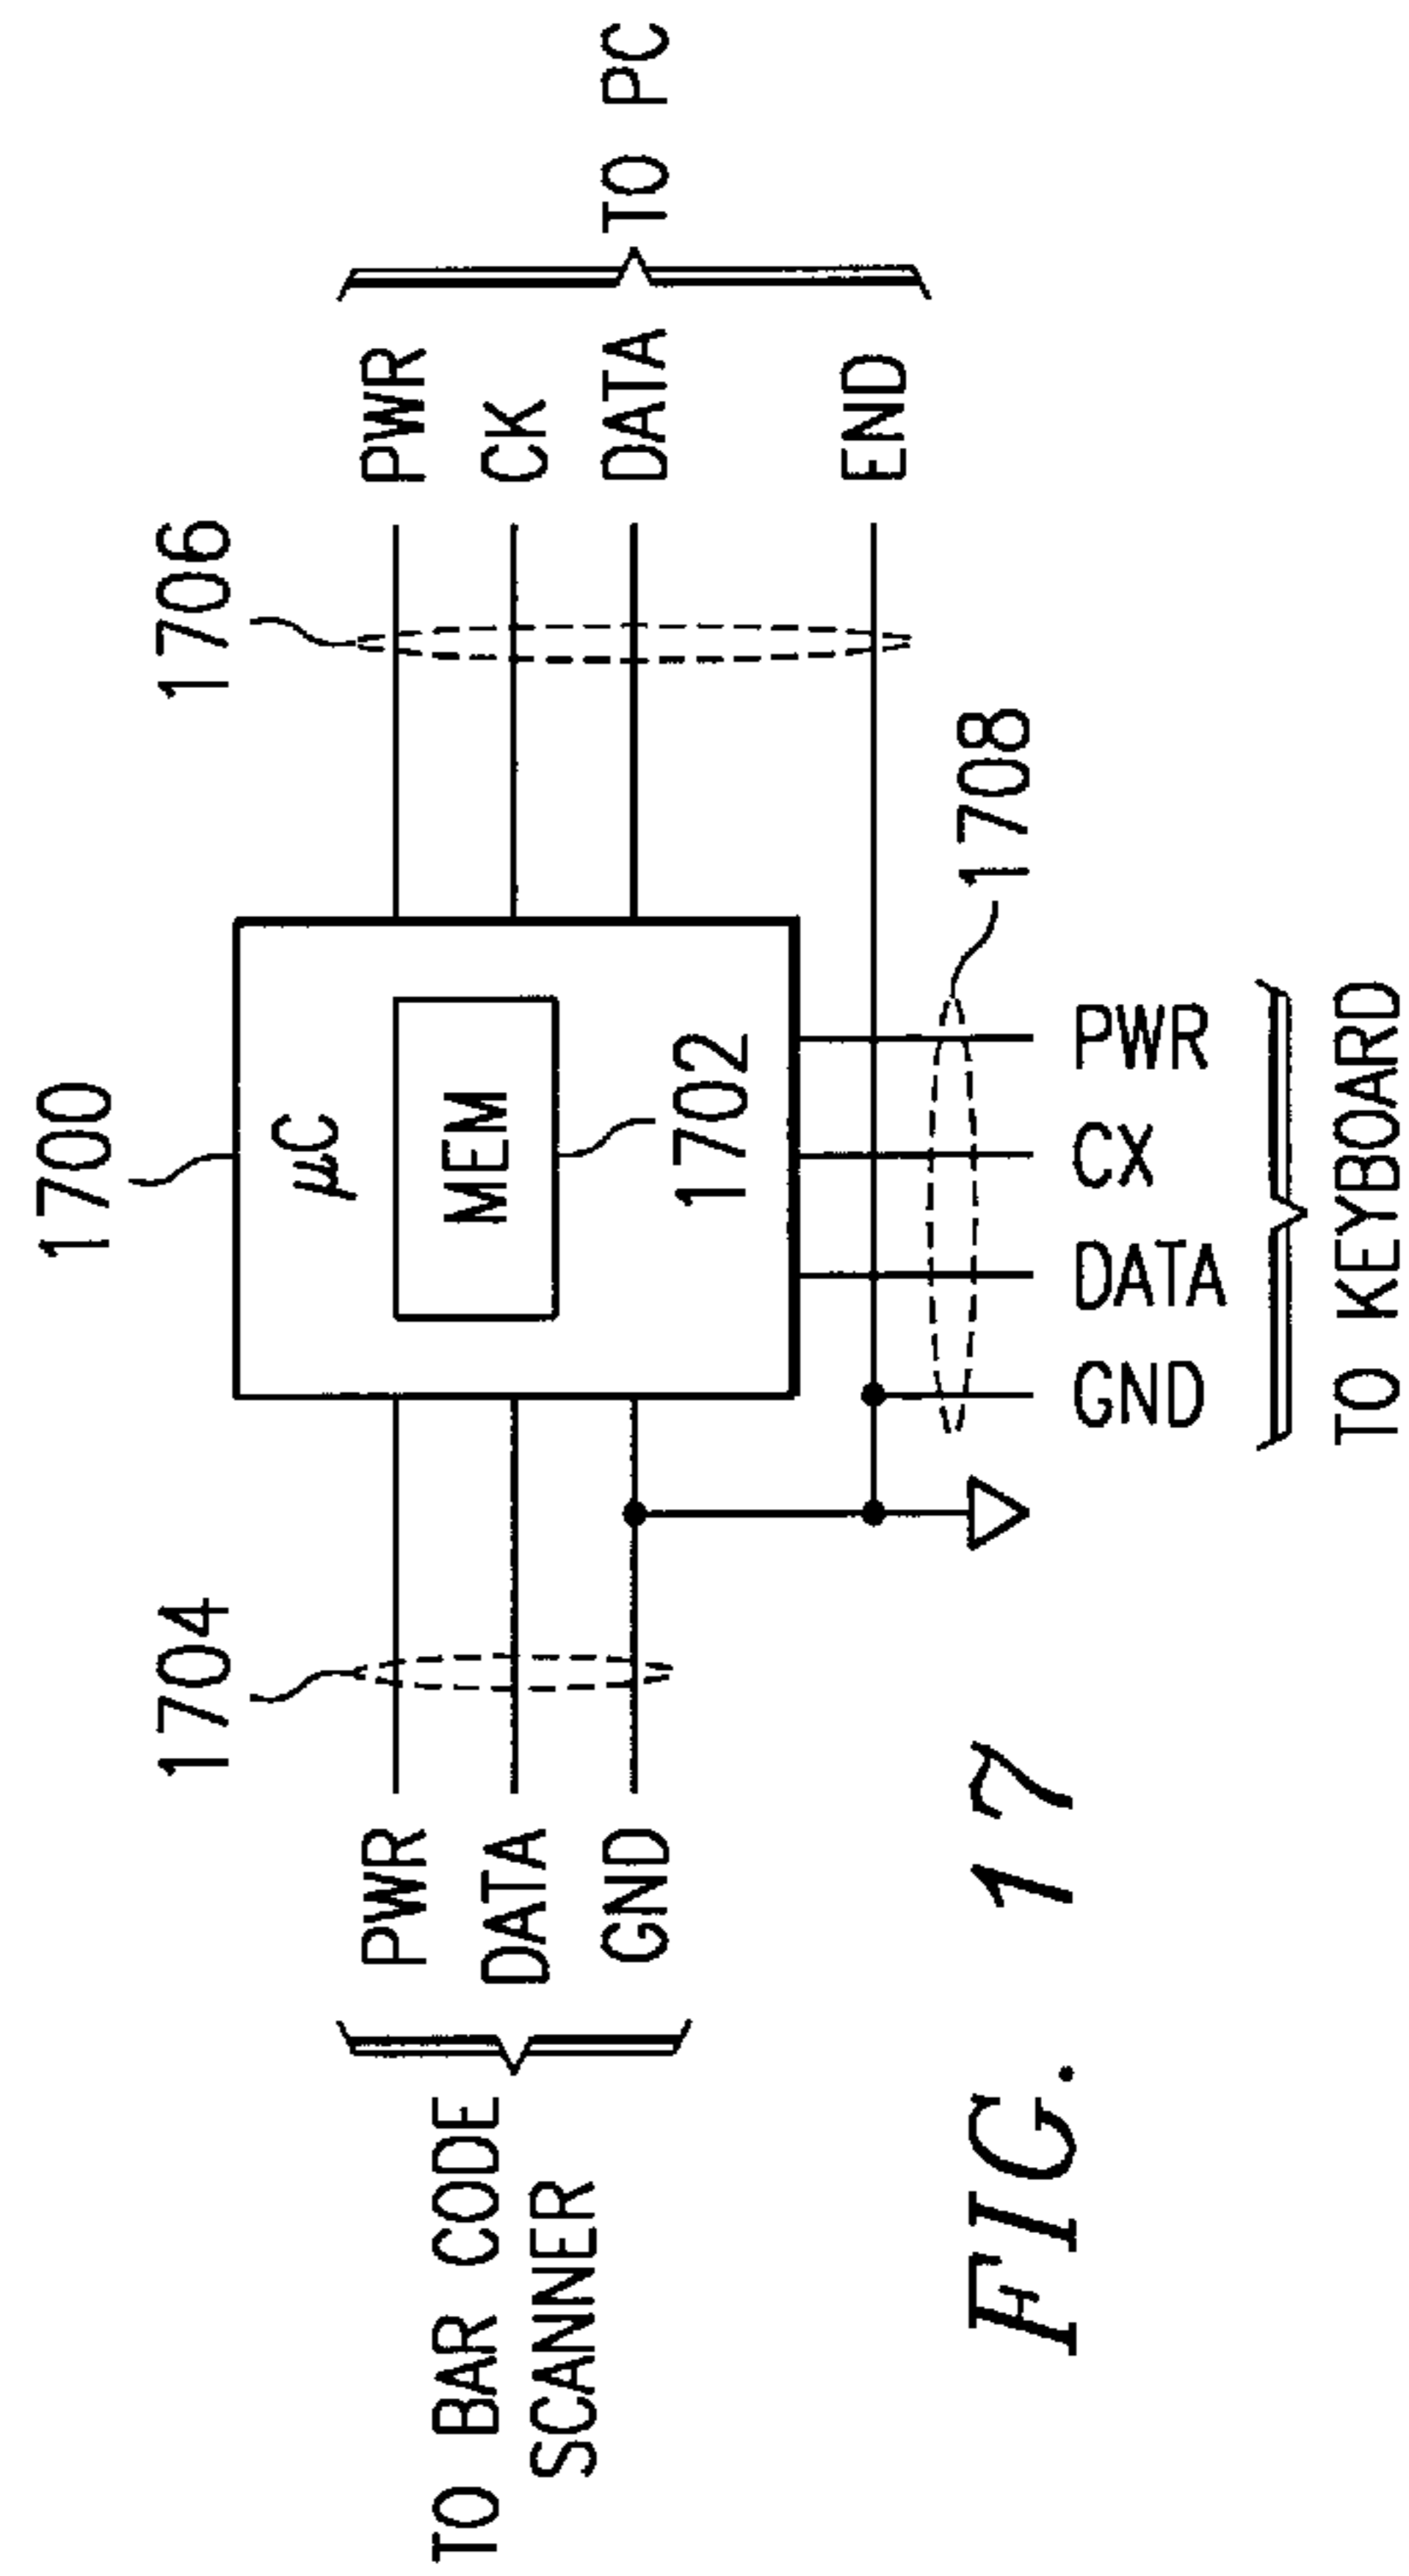 1700
1704
1706
µC
MEM
1702
TO BAR CODE
SCANNER
PWR
DATA
GND
PWR
CK
DATA
END
TO PC
1708
GND
DATA
CX
PWR
TO KEYBOARD
FIG. 17